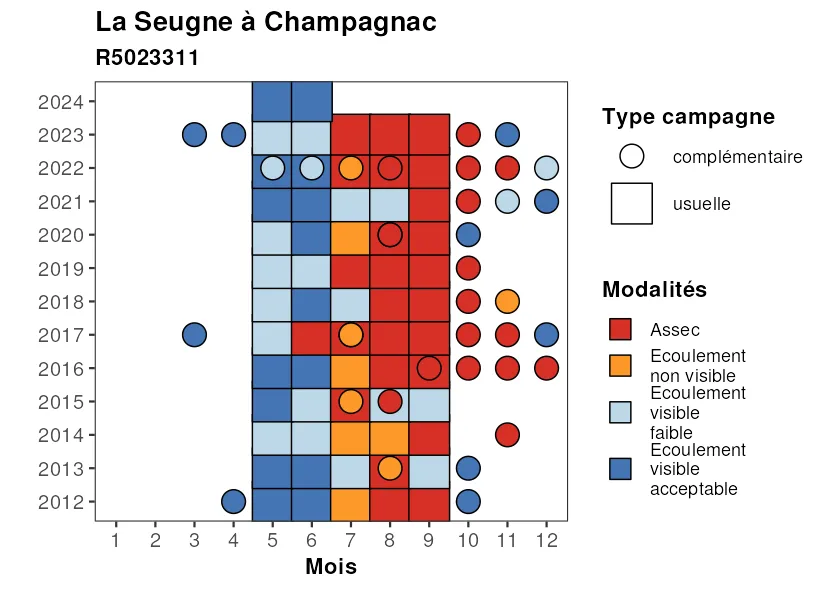 La Seugne à Champagnac
R5023311
2024
2023
2022
2021
2020
2019
2018
2017
2016
2015
2014
2013
2012
1 2 3 4 5 6 7 8 9 10 11 12
Mois
Type campagne
complémentaire
usuelle
Modalités
Assec
Ecoulement
non visible
Ecoulement
visible
faible
Ecoulement
visible
acceptable